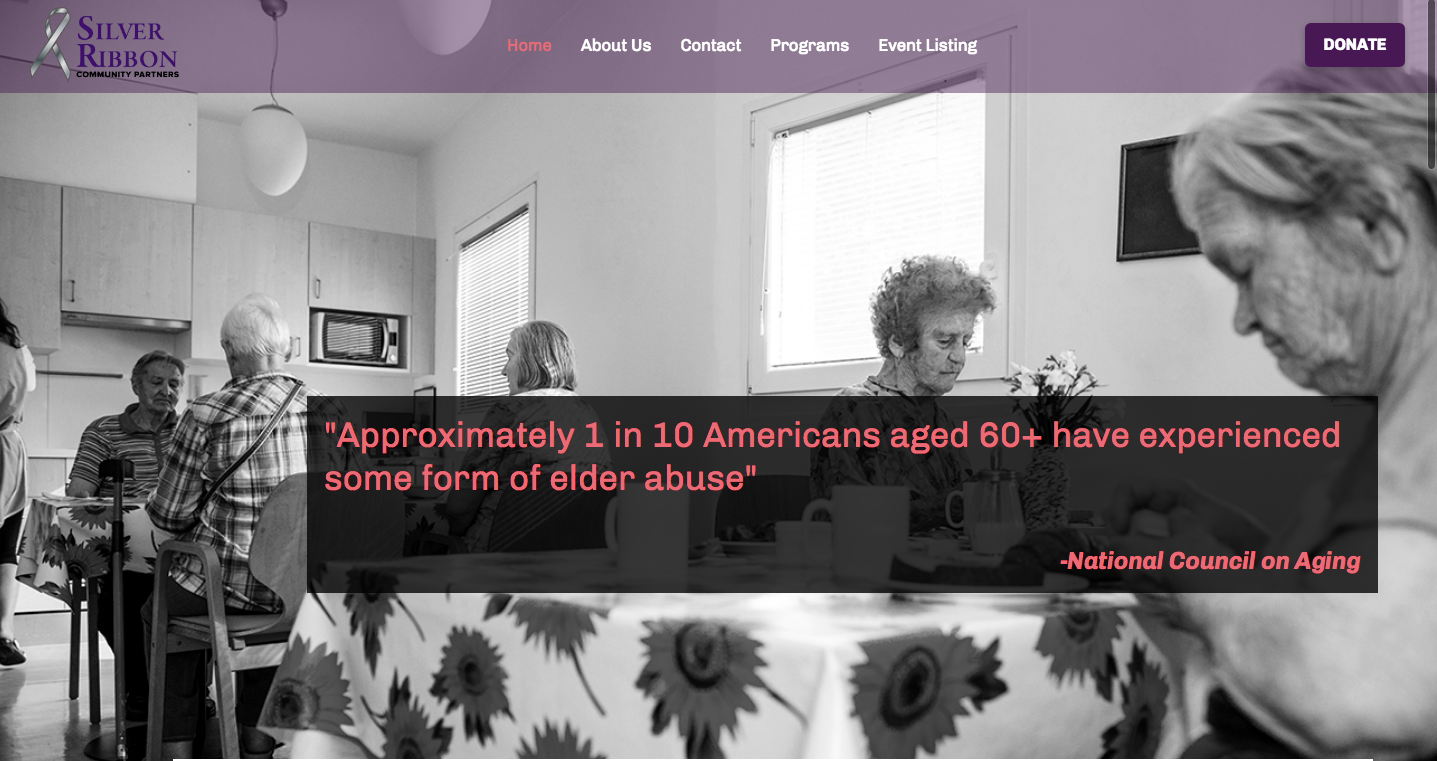 SILVER
RIBBON
COMMUNITY PARTNERS
Home About Us Contact Programs Event Listing
DONATE
"Approximately 1 in 10 Americans aged 60+ have experienced
some form of elder abuse"
-National Council on Aging